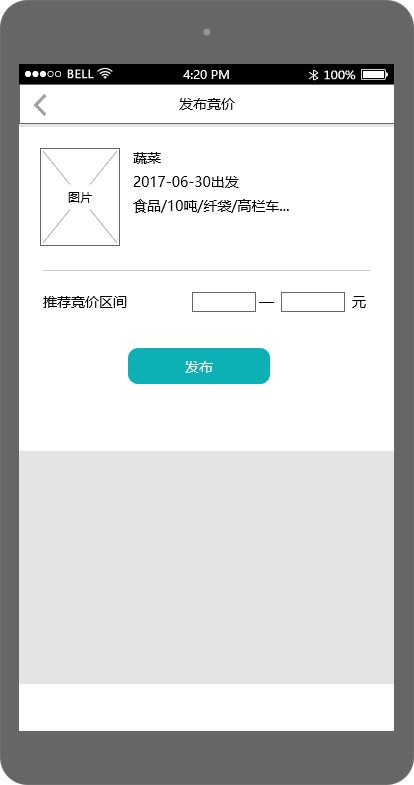 BELL 4:20 PM 100%
发布竞价
蔬菜
2017-06-30出发
图片
食品/10吨/纤袋/高栏车...
推荐竞价区间 — 元
发布